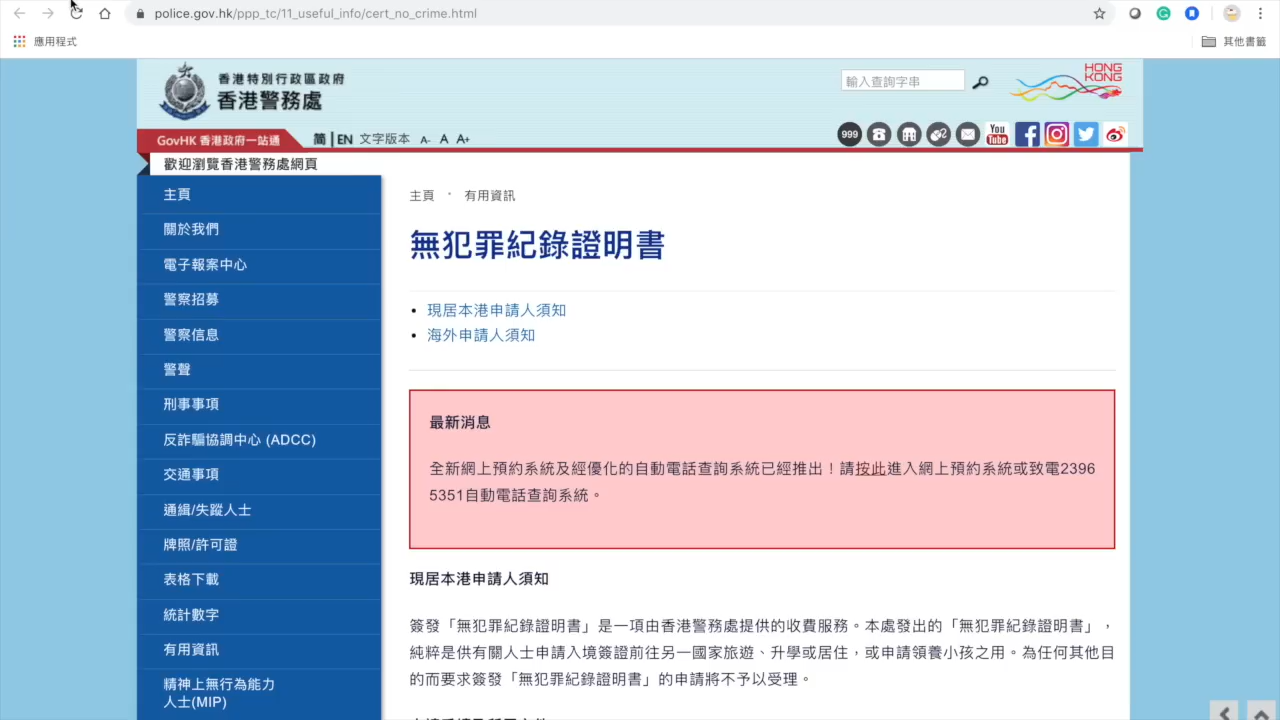 police.gov.hk/ppp_tc/11_useful_info/cert_no_crime.html
應用程式
其他書籤
香港特別行政區政府
香港警務處
輸入查詢字串
HONG
KONG
GovHK 香港政府一站通
简 EN 文字版本 A- A A+
999
You
Tube
歡迎瀏覽香港警務處網頁
主頁
關於我們
電子報案中心
警察招募
警察信息
警聲
刑事事項
反詐騙協調中心 (ADCC)
交通事項
通緝/失蹤人士
牌照/許可證
表格下載
統計數字
有用資訊
精神上無行為能力
人士(MIP)
主頁 有用資訊
無犯罪紀錄證明書
• 現居本港申請人須知
• 海外申請人須知
最新消息
全新網上預約系統及經優化的自動電話查詢系統已經推出！請按此進入網上預約系統或致電2396
5351自動電話查詢系統。
現居本港申請人須知
簽發「無犯罪紀錄證明書」是一項由香港警務處提供的收費服務。本處發出的「無犯罪紀錄證明書」，
純粹是供有關人士申請入境簽證前往另一國家旅遊、升學或居住，或申請領養小孩之用。為任何其他目
的而要求簽發「無犯罪紀錄證明書」的申請將不予以受理。